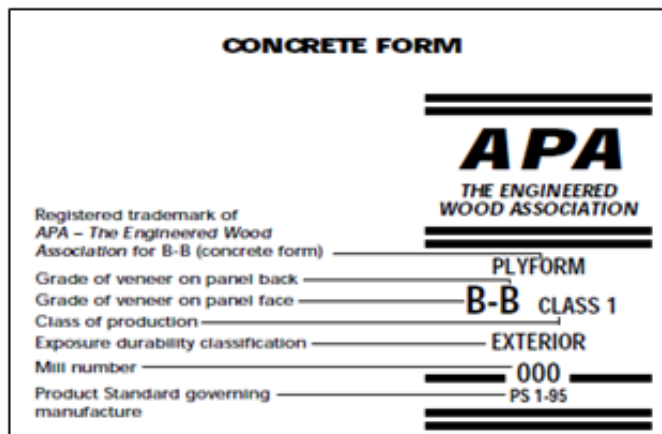 CONCRETE FORM
APA
THE ENGINEERED
WOOD ASSOCIATION
Registered trademark of
APA – The Engineered Wood
Association for B-B (concrete form)
PLYFORM
Grade of veneer on panel back
Grade of veneer on panel face
B-B CLASS 1
Class of production
Exposure durability classification
EXTERIOR
Mill number
000
Product Standard governing
manufacture
PS 1-95